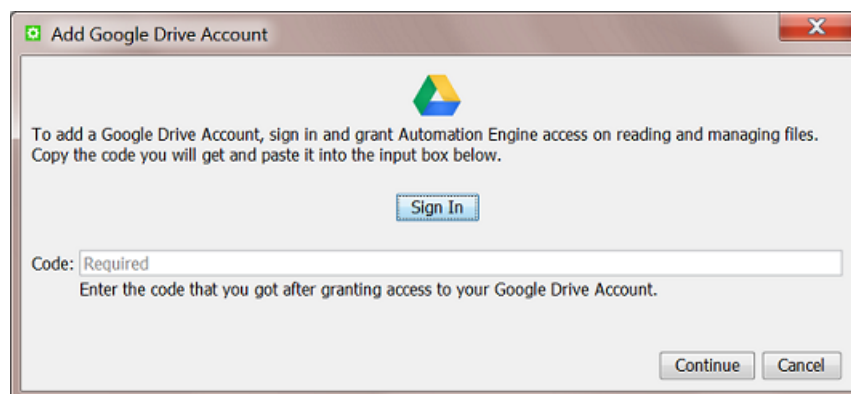 Add Google Drive Account
To add a Google Drive Account, sign in and grant Automation Engine access on reading and managing files.
Copy the code you will get and paste it into the input box below.
Sign In
Code: Required
Enter the code that you got after granting access to your Google Drive Account.
Continue Cancel